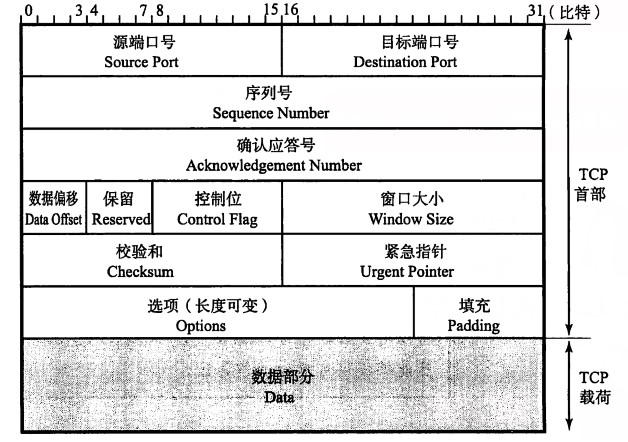 0 3 4 7 8 15 16 31 (比特)
源端口号 目标端口号
Source Port Destination Port
序列号
Sequence Number
确认应答号
Acknowledgement Number
数据偏移 保留 控制位 窗口大小
Data Offset Reserved Control Flag Window Size
TCP
首部
校验和 紧急指针
Checksum Urgent Pointer
选项（长度可变） 填充
Options Padding
数据部分
Data
TCP
载荷